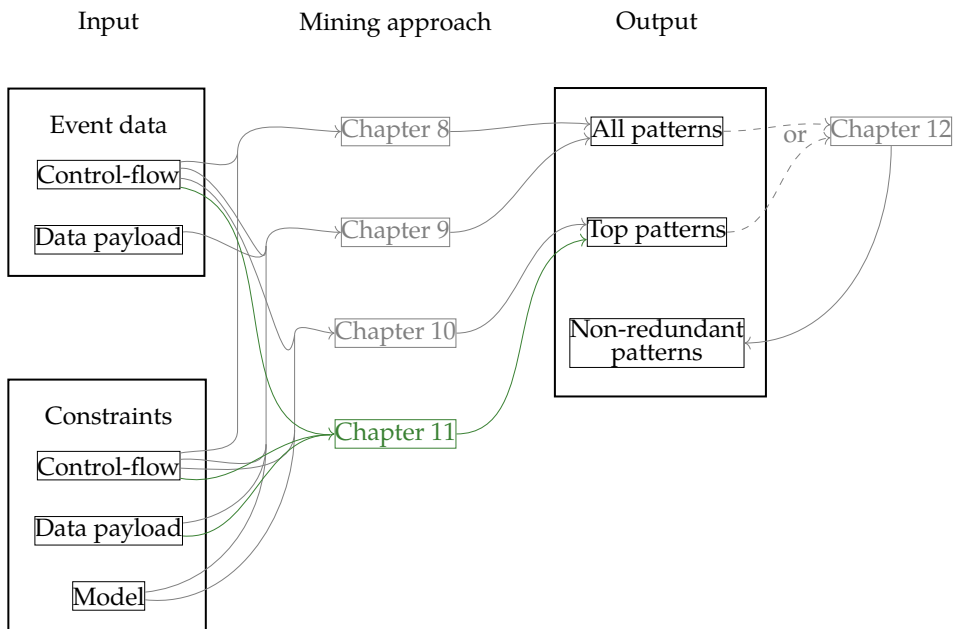 Input
Mining approach
Output
Event data
Control-flow
Data payload
Constraints
Control-flow
Data payload
Model
Chapter 8
Chapter 9
Chapter 10
Chapter 11
All patterns
Top patterns
Non-redundant
patterns
or
Chapter 12